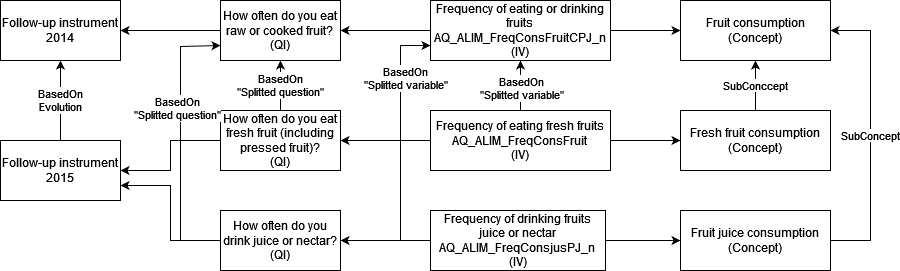 Follow-up instrument
2014
How often do you eat
raw or cooked fruit?
(QI)
Frequency of eating or drinking
fruits
AQ_ALIM_FreqConsFruitCPJ_n
(IV)
Fruit consumption
(Concept)
BasedOn
Evolution
BasedOn
"Splitted question"
BasedOn
"Splitted question"
BasedOn
"Splitted variable"
BasedOn
"Splitted variable"
SubConccept
SubConcept
Follow-up instrument
2015
How often do you eat
fresh fruit (including
pressed fruit)?
(QI)
Frequency of eating fresh fruits
AQ_ALIM_FreqConsFruit
(IV)
Fresh fruit consumption
(Concept)
How often do you
drink juice or nectar?
(QI)
Frequency of drinking fruits
juice or nectar
AQ_ALIM_FreqConsjusPJ_n
(IV)
Fruit juice consumption
(Concept)